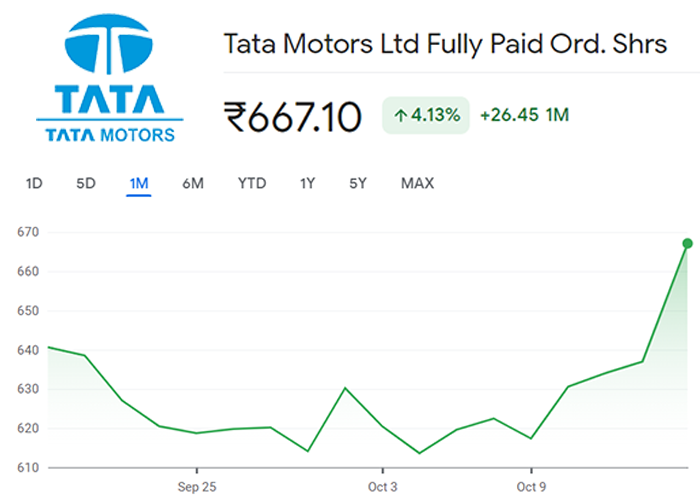 TATA
TATA MOTORS
Tata Motors Ltd Fully Paid Ord. Shrs
₹667.10 ↑ 4.13% +26.45 1M
1D 5D 1M 6M YTD 1Y 5Y MAX
670
660
650
640
630
620
610
Sep 25 Oct 3 Oct 9